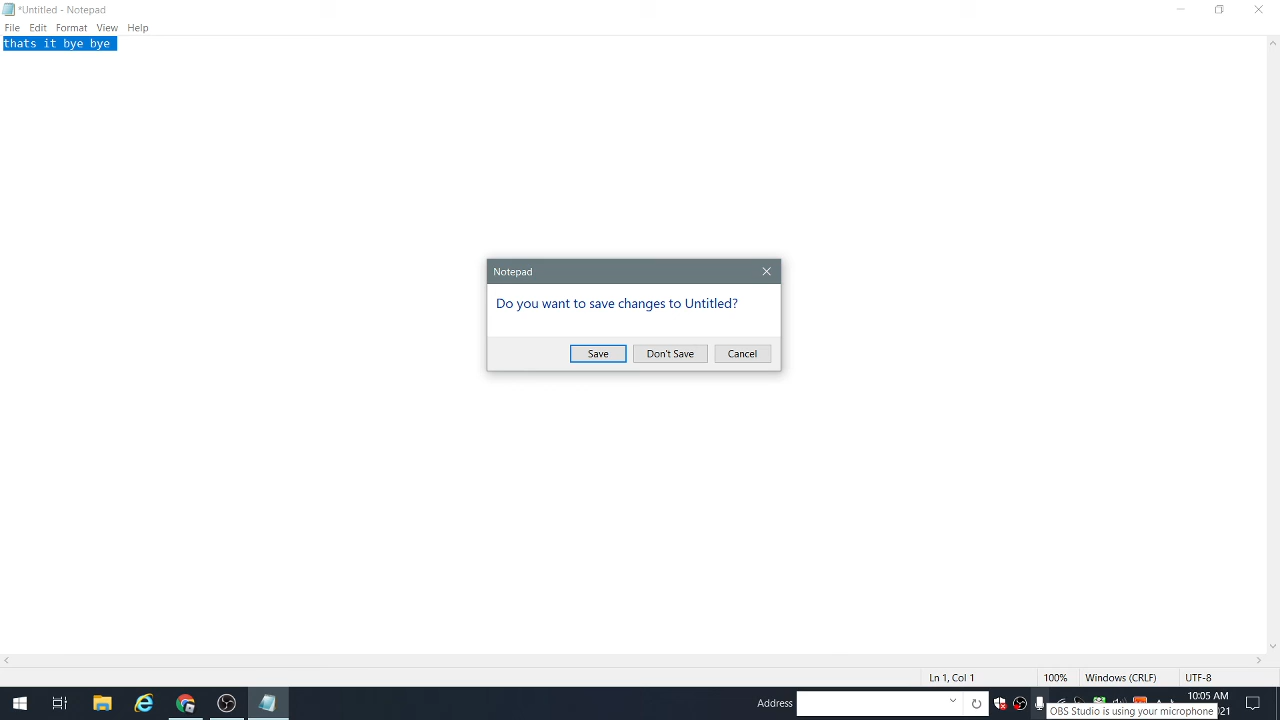 *Untitled - Notepad
File Edit Format View Help
thats it bye bye
Notepad
Do you want to save changes to Untitled?
Save Don't Save Cancel
Ln 1, Col 1 100% Windows (CRLF) UTF-8
Address
10:05 AM
OBS Studio is using your microphone
21